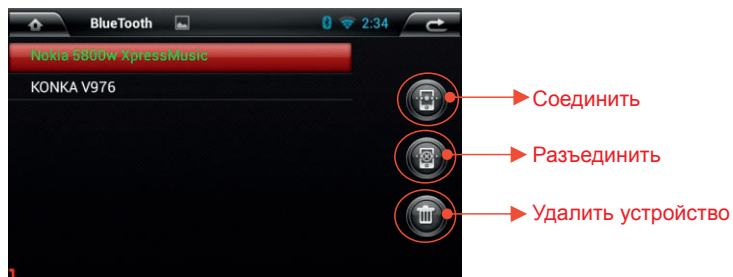 BlueTooth 2:34
Nokia 5800w XpressMusic
KONKA V976
Соединить
Разъединить
Удалить устройство